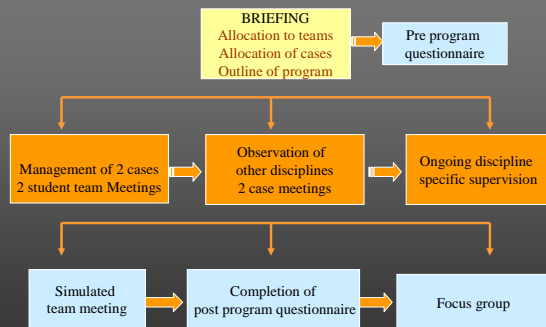 BRIEFING
Allocation to teams
Allocation of cases
Outline of program
Pre program
questionnaire
Management of 2 cases
2 student team Meetings
Observation of
other disciplines
2 case meetings
Ongoing discipline
specific supervision
Simulated
team meeting
Completion of
post program questionnaire
Focus group